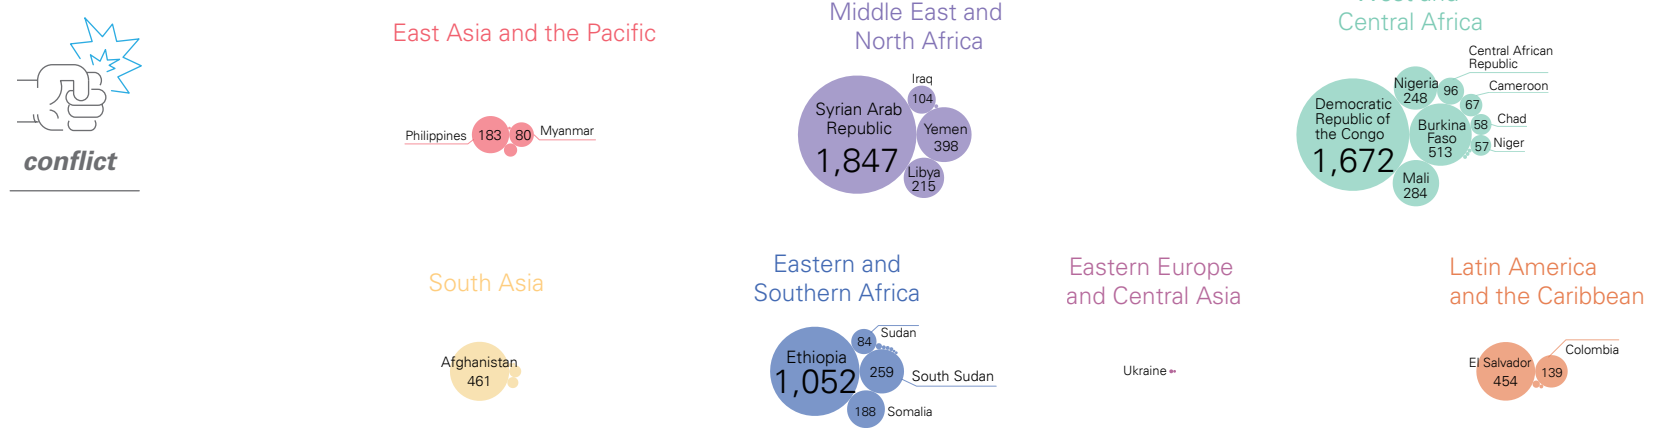 conflict
East Asia and the Pacific
Philippines
183
80
Myanmar
Middle East and
North Africa
Syrian Arab
Republic
1,847
Iraq
104
Yemen
398
Libya
215
West and
Central Africa
Democratic
Republic of
the Congo
1,672
Nigeria
248
Central African
Republic
96
Cameroon
67
Burkina
Faso
513
58
Chad
57
Niger
Mali
284
South Asia
Afghanistan
461
Eastern and
Southern Africa
Ethiopia
1,052
84
Sudan
259
South Sudan
188
Somalia
Eastern Europe
and Central Asia
Ukraine
Latin America
and the Caribbean
El Salvador
454
139
Colombia